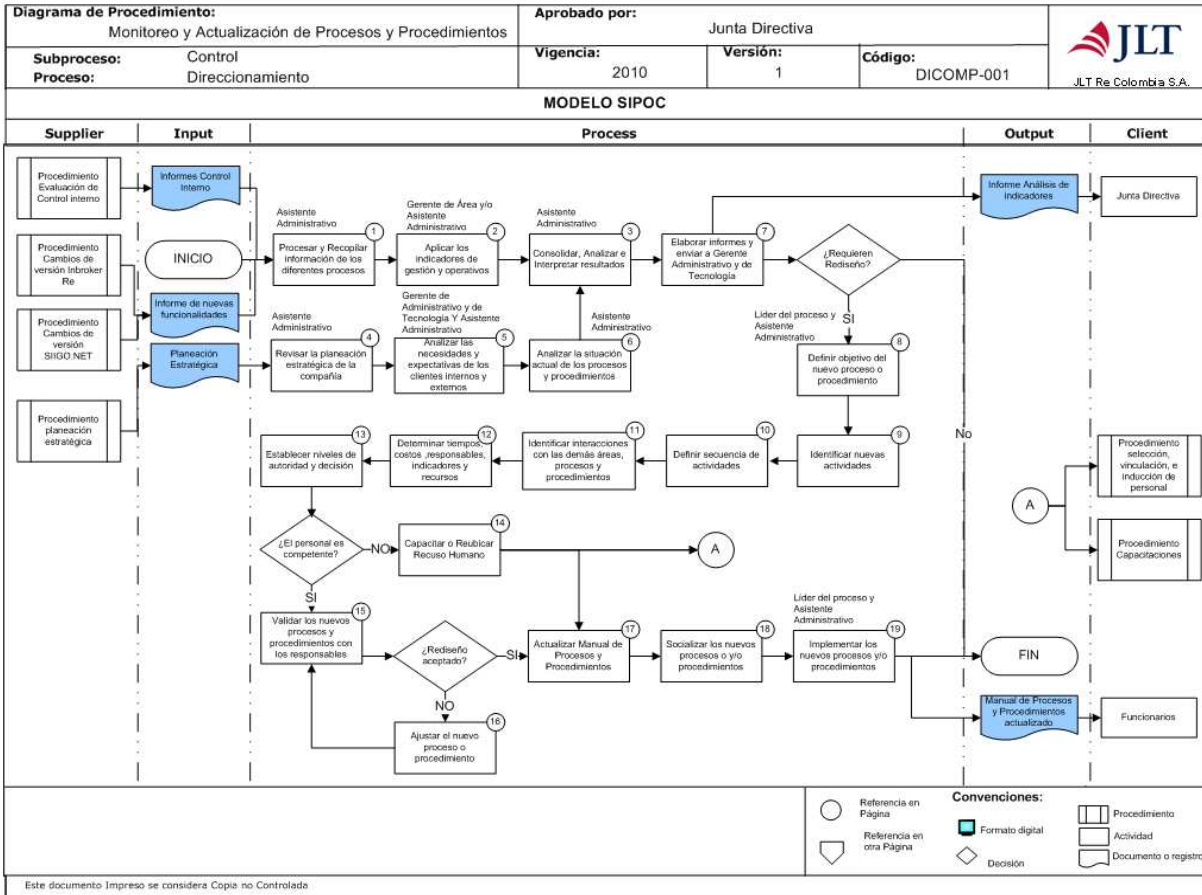 Diagrama de Procedimiento:
Monitoreo y Actualización de Procesos y Procedimientos
Aprobado por:
Junta Directiva
JLT
JLT Re Colombia S.A.
Subproceso:
Control
Proceso:
Direccionamiento
Vigencia:
2010
Versión:
1
Código:
DICOMP-001
MODELO SIPOC
Supplier
Input
Process
Output
Client
Procedimiento
Evaluación de
Control interno
Procedimiento
Cambios de
versión Inbroker
Re
Procedimiento
Cambios de
versión
SIIGO.NET
Procedimiento
planeación
estratégica
Informes Control
Interno
INICIO
Informe de nuevas
funcionalidades
Planeación
Estratégica
Asistente
Administrativo
1
Procesar y Recopilar
información de los
diferentes procesos
Gerente de Área y/o
Asistente
Administrativo
2
Aplicar los
indicadores de
gestión y operativos
Asistente
Administrativo
3
Consolidar, Analizar e
Interpretar resultados
7
Elaborar informes y
enviar a Gerente
Administrativo y de
Tecnología
¿Requieren
Rediseño?
Informe Análisis de
indicadores
Junta Directiva
Asistente
Administrativo
4
Revisar la planeación
estratégica de la
compañía
Gerente de
Administrativo y de
Tecnología Y Asistente
Administrativo
5
Analizar las
necesidades y
expectativas de los
clientes internos y
externos
Asistente
Administrativo
6
Analizar la situación
actual de los procesos
y procedimientos
SI
Líder del proceso y
Asistente
Administrativo
8
Definir objetivo del
nuevo proceso o
procedimiento
No
9
Identificar nuevas
actividades
10
Definir secuencia de
actividades
11
Identificar interacciones
con las demás áreas,
procesos y
procedimientos
12
Determinar tiempos,
costos ,responsables,
indicadores y
recursos
13
Establecer niveles de
autoridad y decisión
¿El personal es
competente?
NO
14
Capacitar o Reubicar
Recuso Humano
A
A
Procedimiento
selección,
vinculación, e
inducción de
personal
Procedimiento
Capacitaciones
SI
15
Validar los nuevos
procesos y
procedimientos con
los responsables
¿Rediseño
aceptado?
SI
NO
16
Ajustar el nuevo
proceso o
procedimiento
17
Actualizar Manual de
Procesos y
Procedimientos
18
Socializar los nuevos
procesos o y/o
procedimientos
Líder del proceso y
Asistente
Administrativo
19
Implementar los
nuevos procesos y/o
procedimientos
FIN
Manual de Procesos
y Procedimientos
actualizado
Funcionarios
Convenciones:
Referencia en
Página
Referencia en
otra Página
Formato digital
Decisión
Procedimiento
Actividad
Documento o registro
Este documento Impreso se considera Copia no Controlada